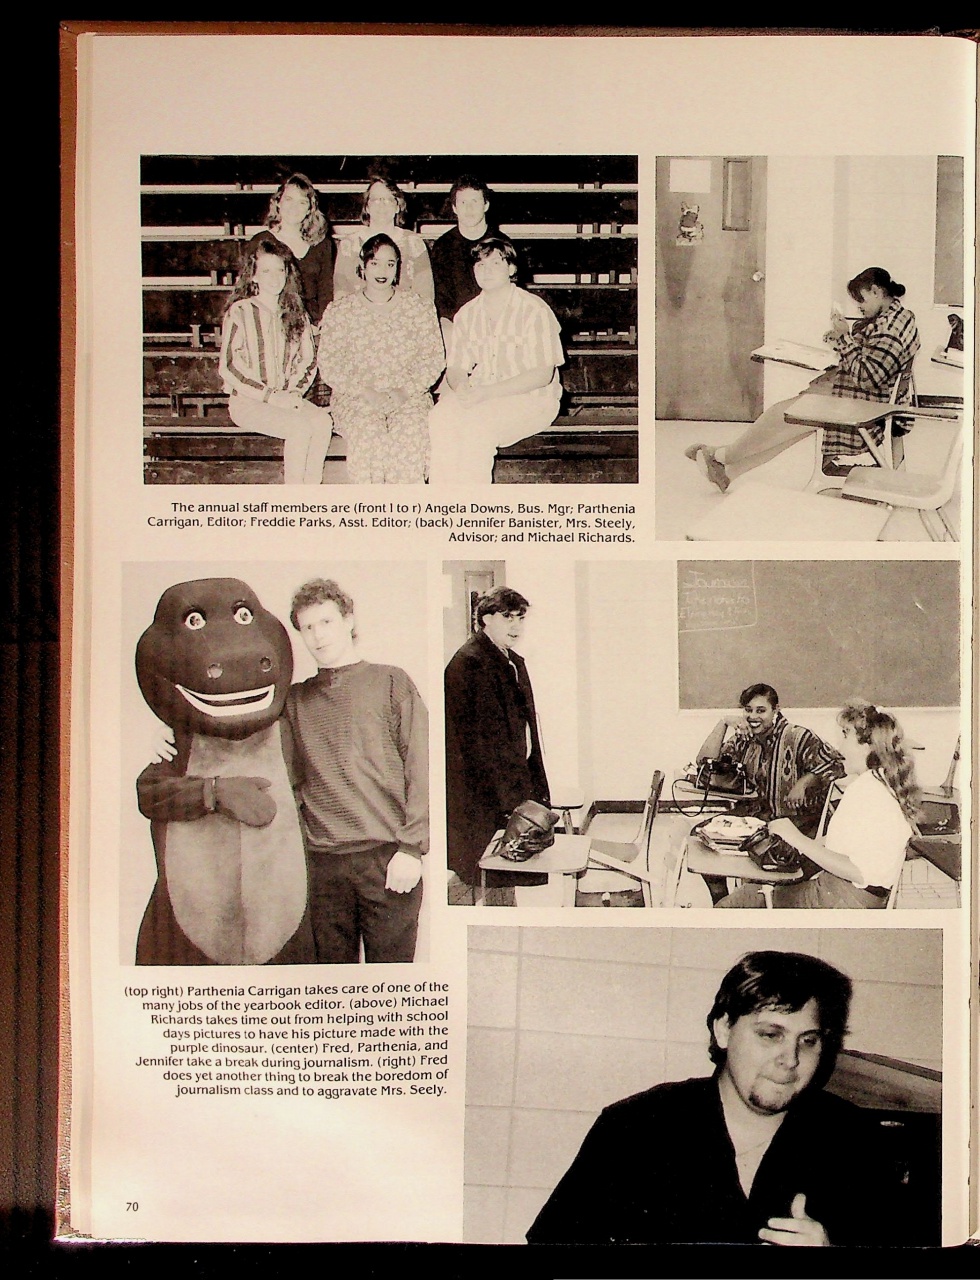 The annual staff members are (front l to r) Angela Downs, Bus. Mgr; Parthenia
Carrigan, Editor; Freddie Parks, Asst. Editor; (back) Jennifer Banister, Mrs. Steely,
Advisor; and Michael Richards.
(top right) Parthenia Carrigan takes care of one of the
many jobs of the yearbook editor. (above) Michael
Richards takes time out from helping with school
days pictures to have his picture made with the
purple dinosaur. (center) Fred, Parthenia, and
Jennifer take a break during journalism. (right) Fred
does yet another thing to break the boredom of
journalism class and to aggravate Mrs. Seely.
70